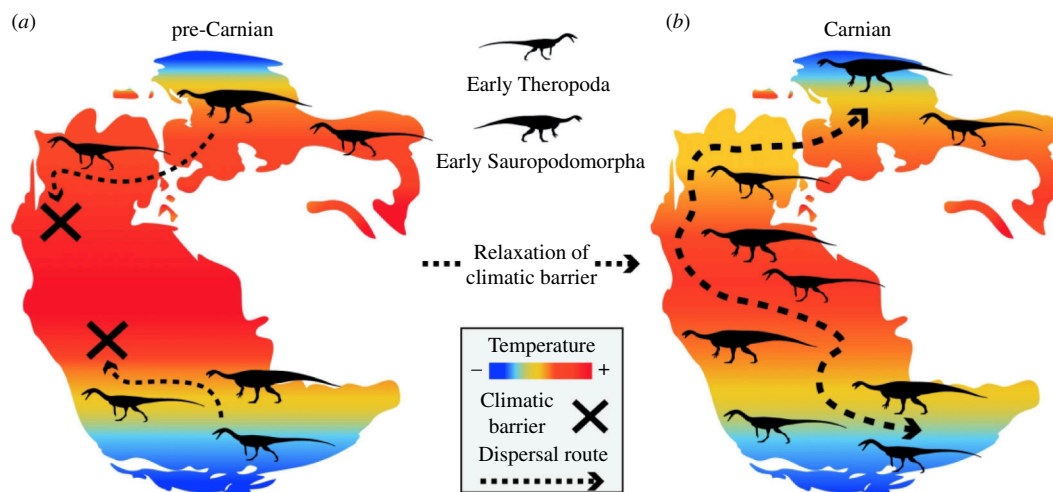 (a)
pre-Carnian
Early Theropoda
Early Sauropodomorpha
Relaxation of
climatic barrier
Temperature
– +
Climatic
barrier
Dispersal route
(b)
Carnian